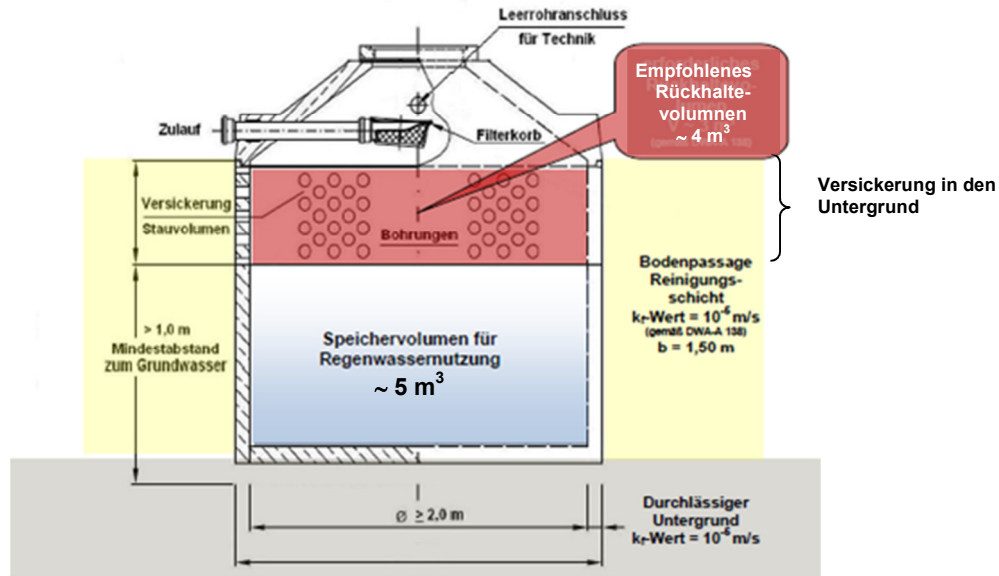 Leerrohranschluss
für Technik
Empfohlenes
Rückhalte-
volumnen
~ 4 m³
Zulauf
Filterkorb
Versickerung
Stauvolumen
Bohrungen
Versickerung in den
Untergrund
Bodenpassage
Reinigungs-
schicht
kf-Wert = 10⁻⁶ m/s
(gemäß DWA-A 138)
b = 1,50 m
> 1,0 m
Mindestabstand
zum Grundwasser
Speichervolumen für
Regenwassernutzung
~ 5 m³
Ø ≥ 2,0 m
Durchlässiger
Untergrund
kf-Wert = 10⁻⁶ m/s